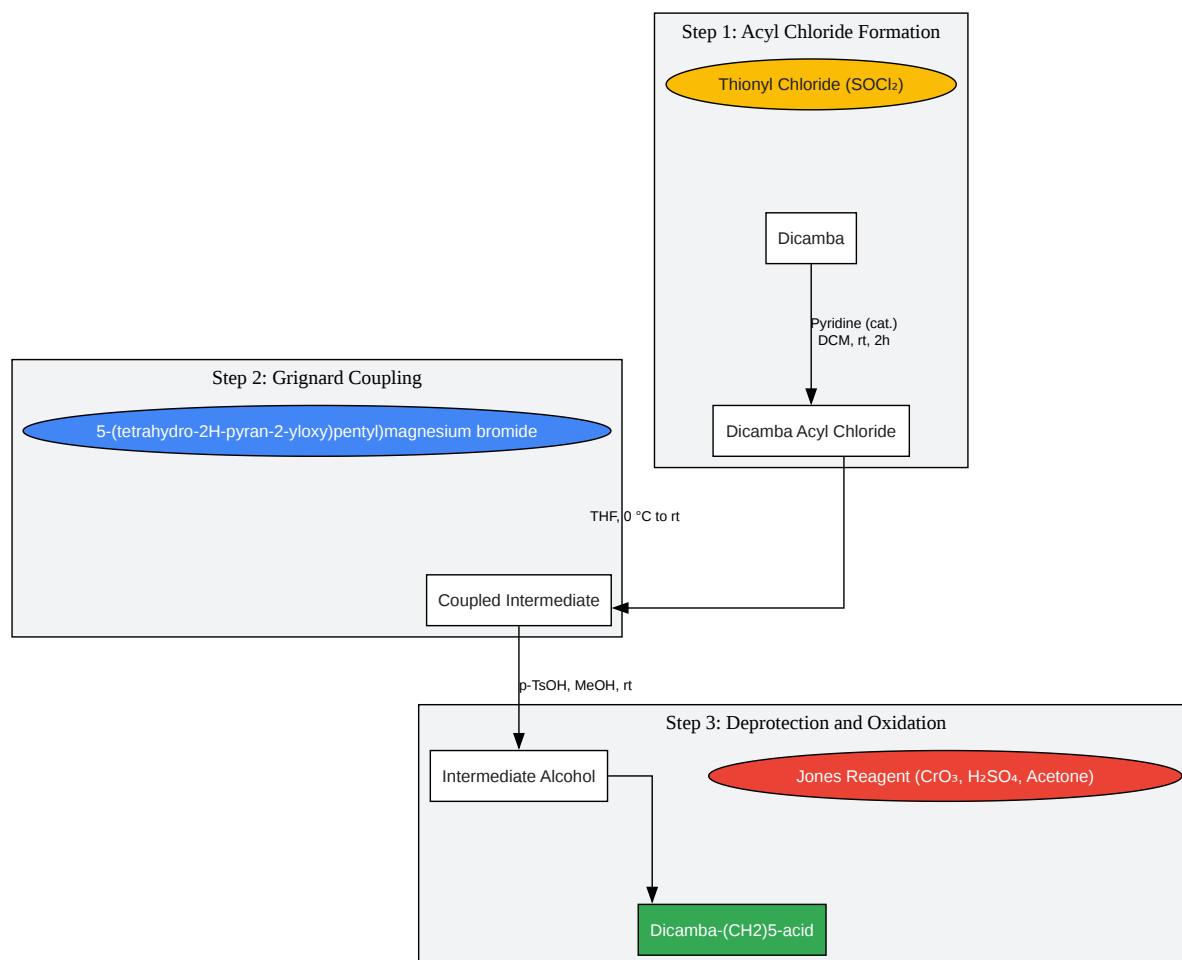 Step 1: Acyl Chloride Formation
Thionyl Chloride (SOCl₂)
Dicamba
Pyridine (cat.)
DCM, rt, 2h
Dicamba Acyl Chloride
Step 2: Grignard Coupling
5-(tetrahydro-2H-pyran-2-yloxy)pentyl)magnesium bromide
THF, 0 °C to rt
Coupled Intermediate
p-TsOH, MeOH, rt
Step 3: Deprotection and Oxidation
Intermediate Alcohol
Jones Reagent (CrO₃, H₂SO₄, Acetone)
Dicamba-(CH2)5-acid